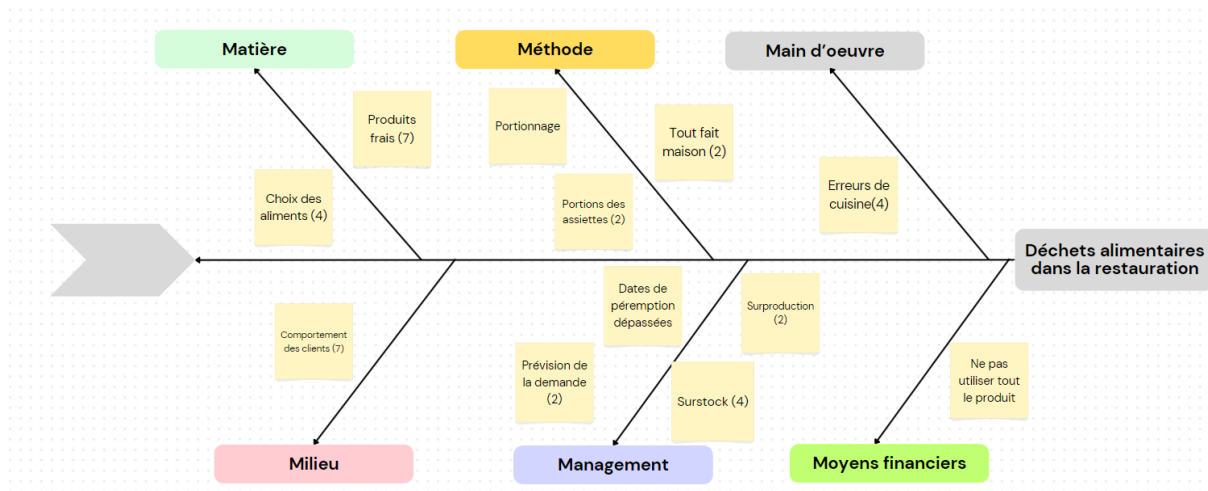 Matière
Méthode
Main d'oeuvre
Produits
frais (7)
Portionnage
Tout fait
maison (2)
Choix des
aliments (4)
Portions des
assiettes (2)
Erreurs de
cuisine(4)
Déchets alimentaires
dans la restauration
Comportement
des clients (7)
Dates de
péremption
dépassées
Surproduction
(2)
Prévision de
la demande
(2)
Surstock (4)
Ne pas
utiliser tout
le produit
Milieu
Management
Moyens financiers